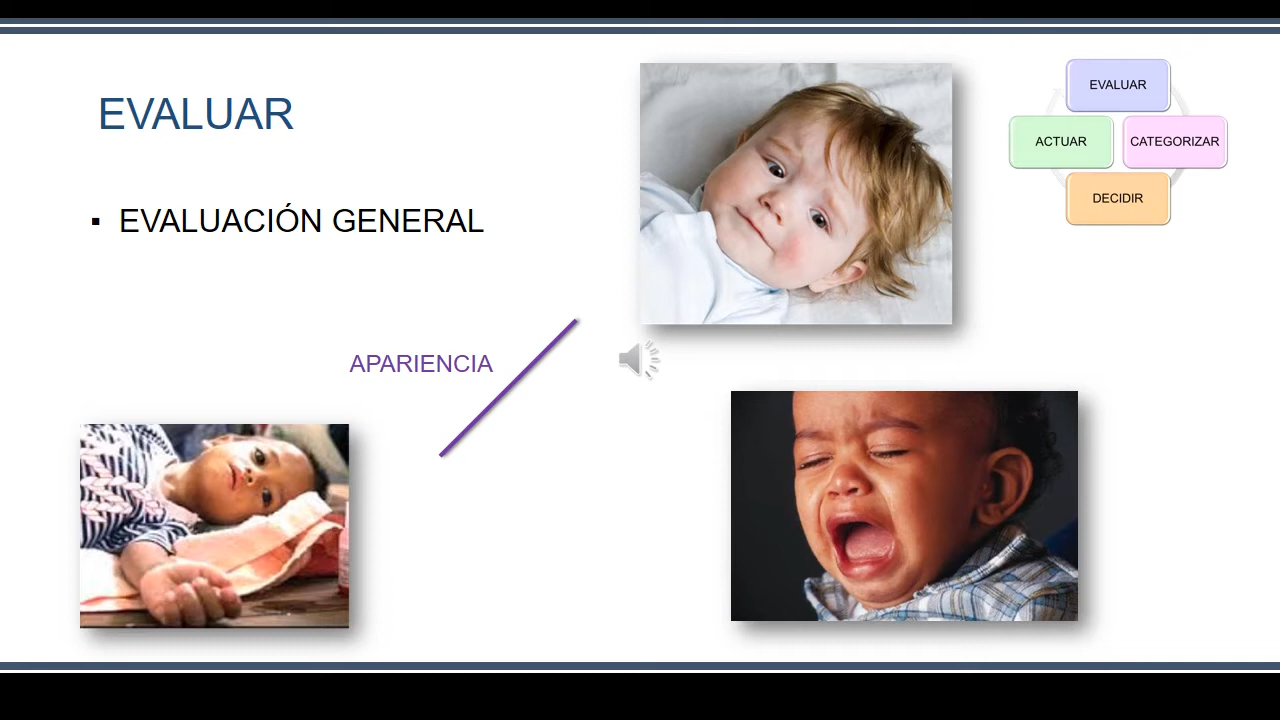 EVALUAR
▪ EVALUACIÓN GENERAL
APARIENCIA
EVALUAR
ACTUAR
CATEGORIZAR
DECIDIR